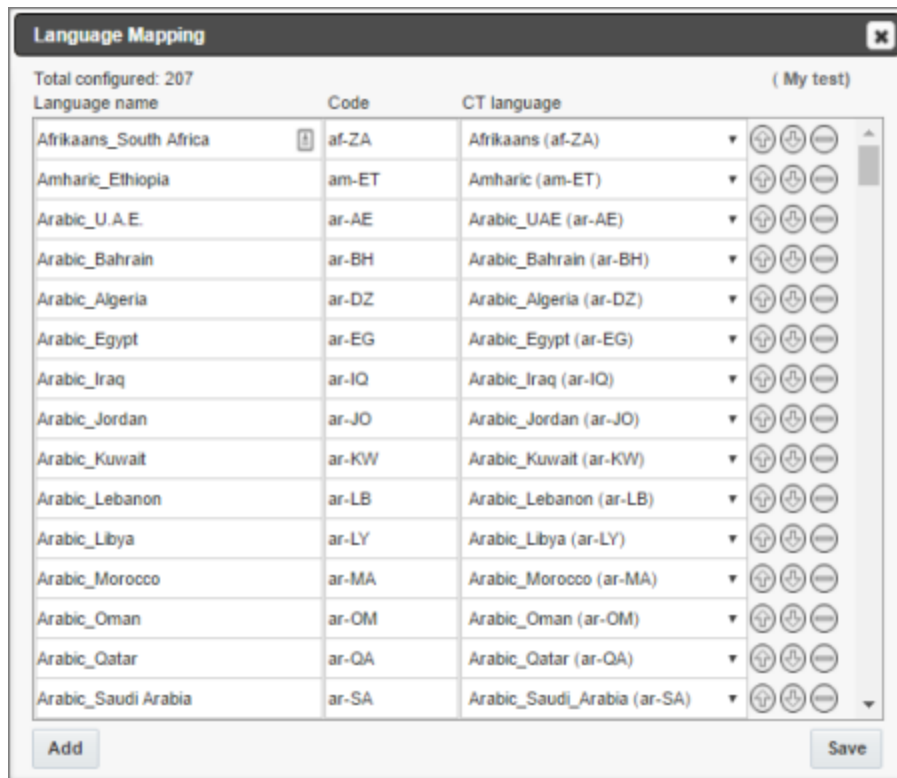 Language Mapping
Total configured: 207 ( My test)
Language name Code CT language
Afrikaans_South Africa af-ZA Afrikaans (af-ZA)
Amharic_Ethiopia am-ET Amharic (am-ET)
Arabic_U.A.E. ar-AE Arabic_UAE (ar-AE)
Arabic_Bahrain ar-BH Arabic_Bahrain (ar-BH)
Arabic_Algeria ar-DZ Arabic_Algeria (ar-DZ)
Arabic_Egypt ar-EG Arabic_Egypt (ar-EG)
Arabic_Iraq ar-IQ Arabic_Iraq (ar-IQ)
Arabic_Jordan ar-JO Arabic_Jordan (ar-JO)
Arabic_Kuwait ar-KW Arabic_Kuwait (ar-KW)
Arabic_Lebanon ar-LB Arabic_Lebanon (ar-LB)
Arabic_Libya ar-LY Arabic_Libya (ar-LY)
Arabic_Morocco ar-MA Arabic_Morocco (ar-MA)
Arabic_Oman ar-OM Arabic_Oman (ar-OM)
Arabic_Qatar ar-QA Arabic_Qatar (ar-QA)
Arabic_Saudi Arabia ar-SA Arabic_Saudi_Arabia (ar-SA)
Add Save